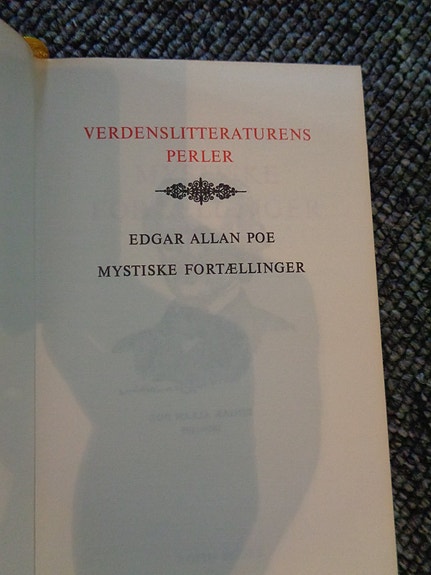 VERDENSLITTERATURENS
PERLER
EDGAR ALLAN POE
MYSTISKE FORTÆLLINGER